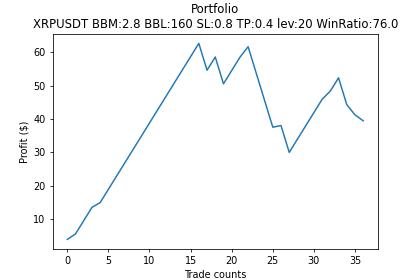 Portfolio
XRPUSDT BBM:2.8 BBL:160 SL:0.8 TP:0.4 lev:20 WinRatio:76.0
60
50
40
30
20
10
Profit ($)
0 5 10 15 20 25 30 35
Trade counts